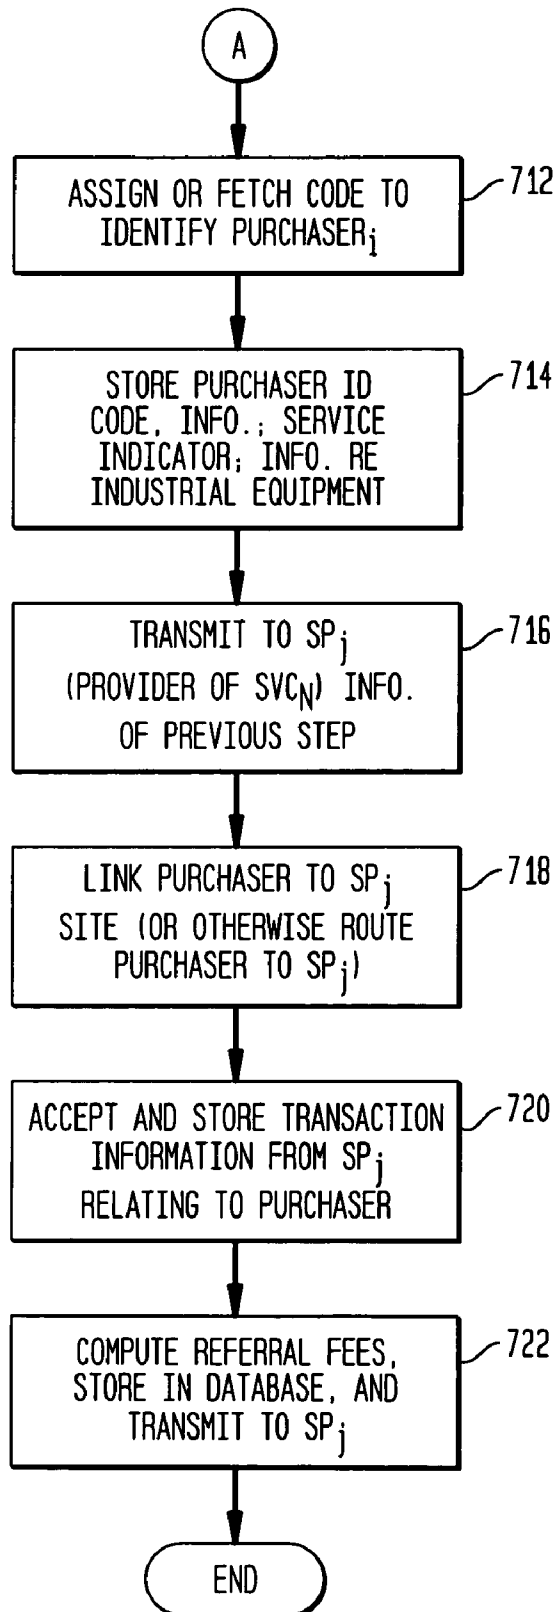 A
712
ASSIGN OR FETCH CODE TO
IDENTIFY PURCHASERi
714
STORE PURCHASER ID
CODE, INFO.; SERVICE
INDICATOR; INFO. RE
INDUSTRIAL EQUIPMENT
716
TRANSMIT TO SPj
(PROVIDER OF SVCN) INFO.
OF PREVIOUS STEP
718
LINK PURCHASER TO SPj
SITE (OR OTHERWISE ROUTE
PURCHASER TO SPj)
720
ACCEPT AND STORE TRANSACTION
INFORMATION FROM SPj
RELATING TO PURCHASER
722
COMPUTE REFERRAL FEES,
STORE IN DATABASE, AND
TRANSMIT TO SPj
END